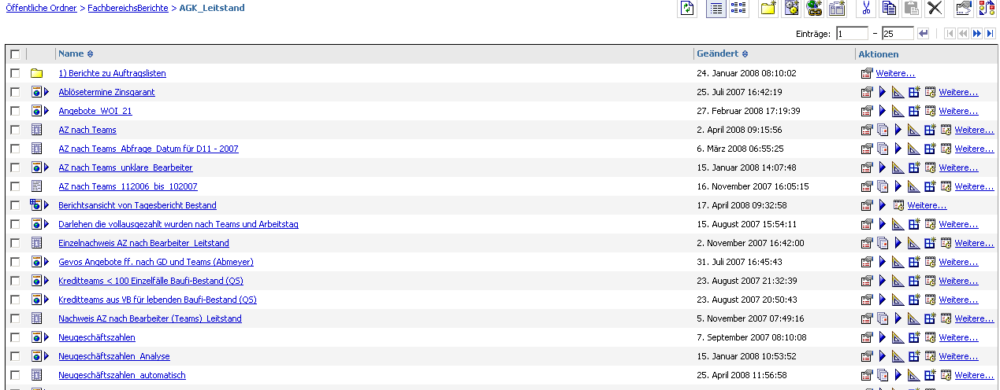 Öffentliche Ordner > FachbereichsBerichte > AGK_Leitstand
Einträge: 1 - 25
Name Geändert Aktionen
1) Berichte zu Auftragslisten 24. Januar 2008 08:10:02 Weitere...
Ablösetermine Zinsgarant 25. Juli 2007 16:42:19 Weitere...
Angebote_WOI_21 27. Februar 2008 17:19:39 Weitere...
AZ nach Teams 2. April 2008 09:15:56 Weitere...
AZ nach Teams_Abfrage_Datum für D11 - 2007 6. März 2008 06:55:25 Weitere...
AZ nach Teams_unklare_Bearbeiter 15. Januar 2008 14:07:48 Weitere...
AZ nach Teams_112006_bis_102007 16. November 2007 16:05:15 Weitere...
Berichtsansicht von Tagesbericht Bestand 17. April 2008 09:32:58 Weitere...
Darlehen die vollausgezahlt wurden nach Teams und Arbeitstag 15. August 2007 15:54:11 Weitere...
Einzelnachweis AZ nach Bearbeiter_Leitstand 2. November 2007 16:42:00 Weitere...
Gevos Angebote ff. nach GD und Teams (Abmeyer) 31. Juli 2007 16:45:43 Weitere...
Kreditteams < 100 Einzelfälle Baufi-Bestand (QS) 23. August 2007 21:32:39 Weitere...
Kreditteams aus VB für lebenden Baufi-Bestand (QS) 23. August 2007 20:50:43 Weitere...
Nachweis AZ nach Bearbeiter (Teams)_Leitstand 5. November 2007 07:49:16 Weitere...
Neugeschäftszahlen 7. September 2007 08:10:08 Weitere...
Neugeschäftszahlen_Analyse 15. Januar 2008 10:53:52 Weitere...
Neugeschäftszahlen_automatisch 25. April 2008 11:56:58 Weitere...